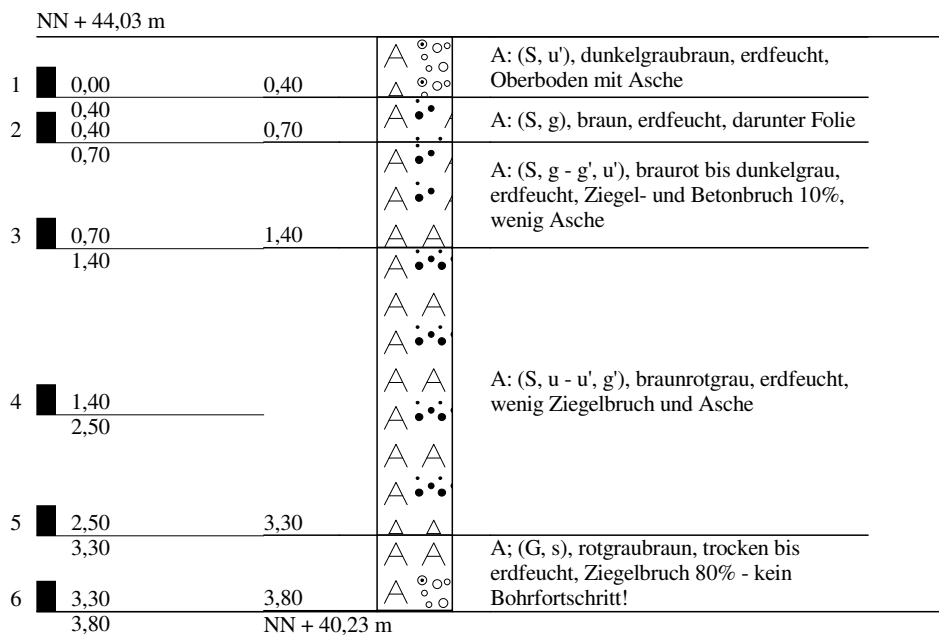 NN + 44,03 m
A: (S, u'), dunkelgraubraun, erdfeucht,
Oberboden mit Asche
1 0,00 0,40
0,40
A: (S, g), braun, erdfeucht, darunter Folie
2 0,40 0,70
0,70
A: (S, g - g', u'), braurot bis dunkelgrau,
erdfeucht, Ziegel- und Betonbruch 10%,
wenig Asche
3 0,70 1,40
1,40
A: (S, u - u', g'), braunrotgrau, erdfeucht,
wenig Ziegelbruch und Asche
4 1,40
2,50
5 2,50 3,30
3,30
A; (G, s), rotgraubraun, trocken bis
erdfeucht, Ziegelbruch 80% - kein
Bohrfortschritt!
6 3,30 3,80
3,80
NN + 40,23 m